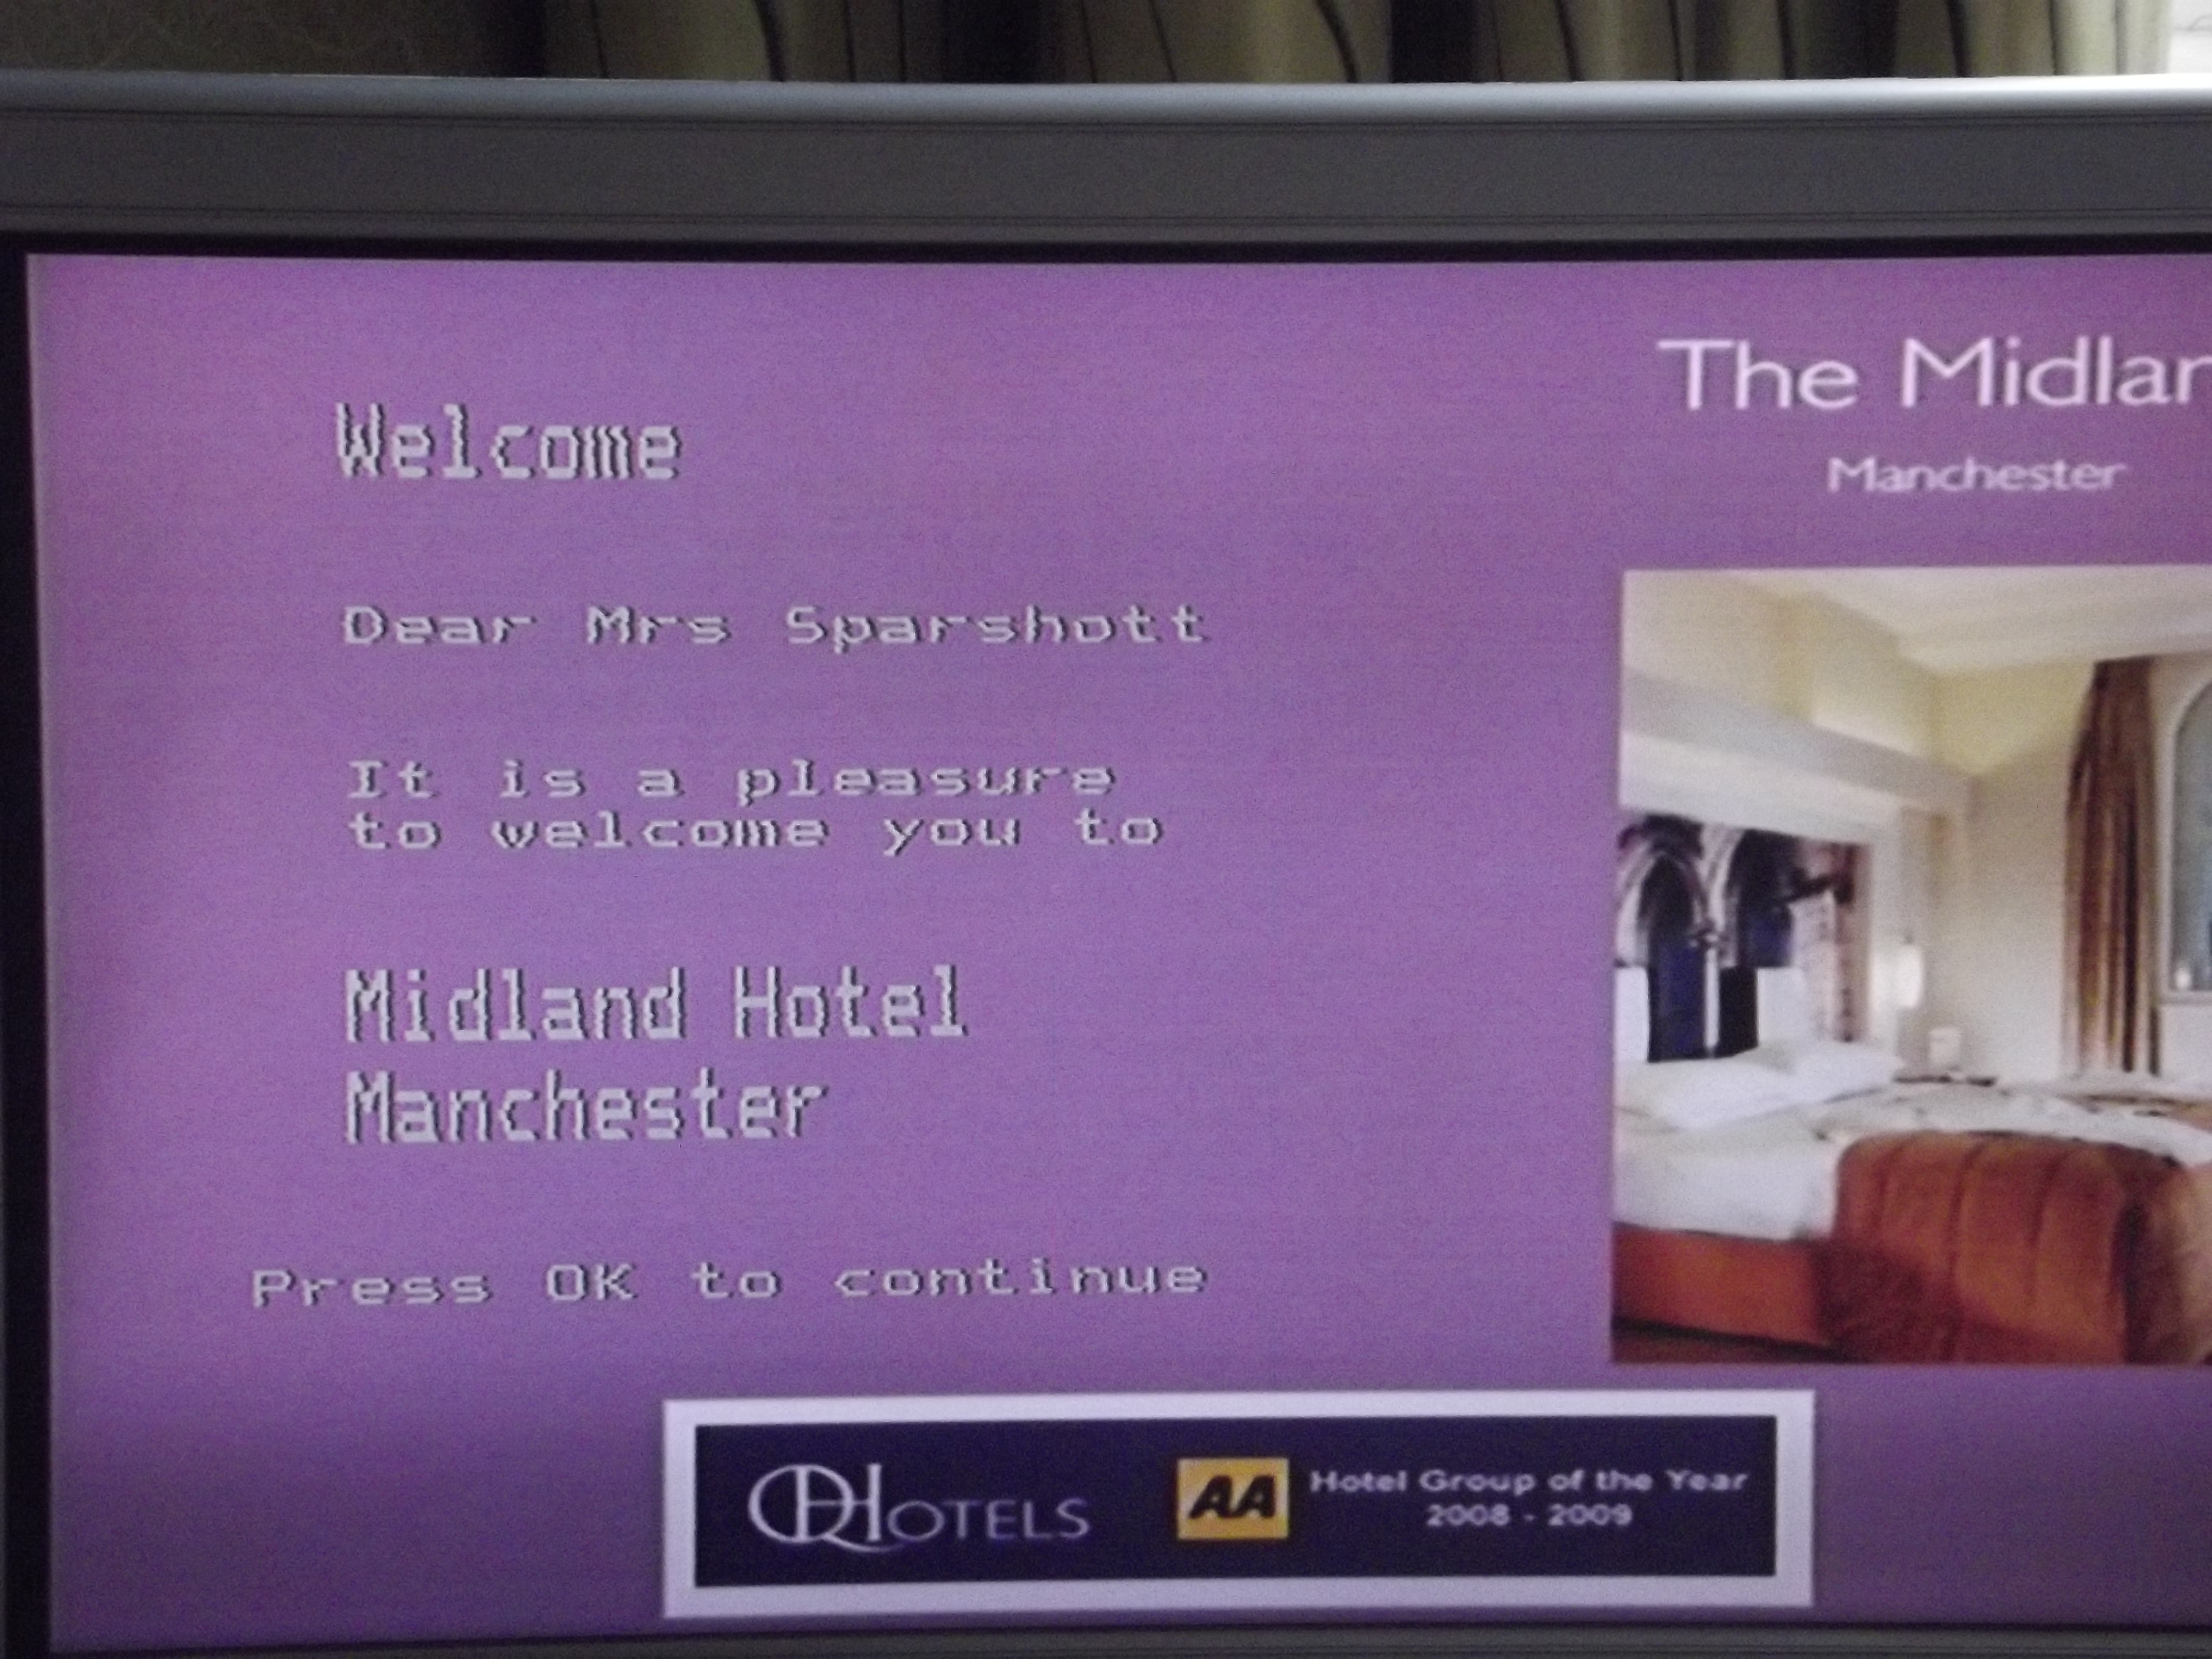 Welcome
Dear Mrs Sparshott
It is a pleasure
to welcome you to
Midland Hotel
Manchester
Press OK to continue
The Midlan
Manchester
QHOTELS
AA
Hotel Group of the Year
2008 - 2009